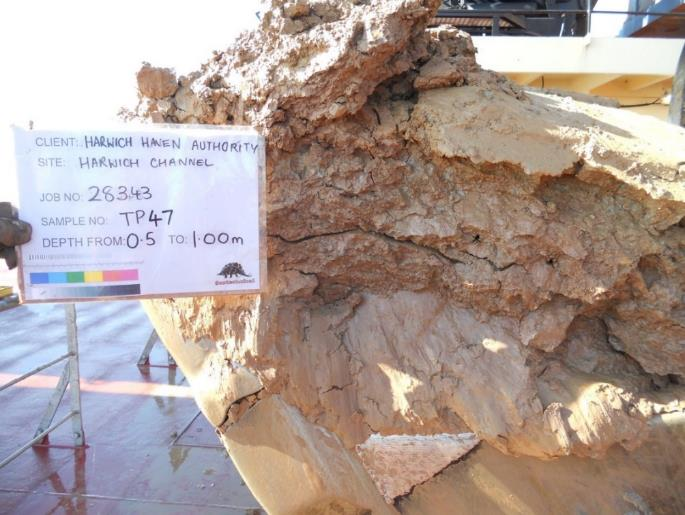 CLIENT: HARWICH HAVEN AUTHORITY
SITE: HARWICH CHANNEL
JOB NO: 28343
SAMPLE NO: TP47
DEPTH FROM: 0.5 TO: 1.00m